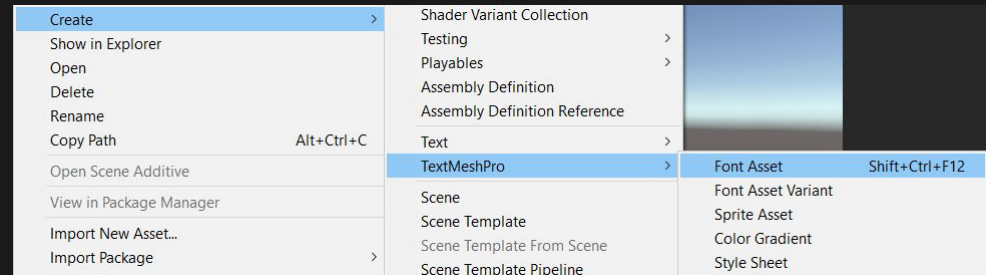 Create
Show in Explorer
Open
Delete
Rename
Copy Path Alt+Ctrl+C
Open Scene Additive
View in Package Manager
Import New Asset...
Import Package
Shader Variant Collection
Testing
Playables
Assembly Definition
Assembly Definition Reference
Text
TextMeshPro
Scene
Scene Template
Scene Template From Scene
Scene Template Pipeline
Font Asset Shift+Ctrl+F12
Font Asset Variant
Sprite Asset
Color Gradient
Style Sheet